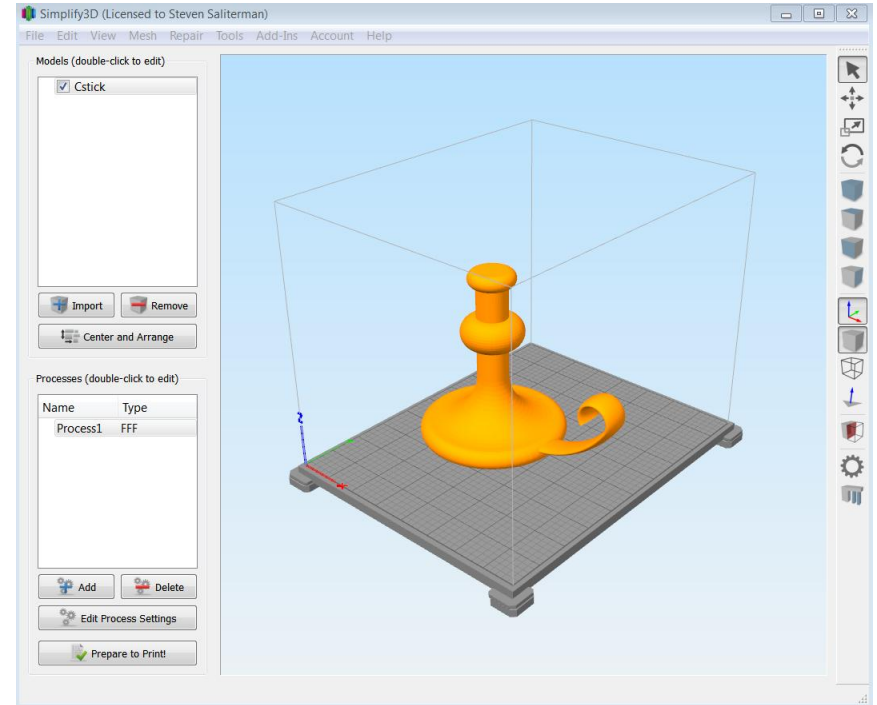 Simplify3D (Licensed to Steven Saliterman)
File Edit View Mesh Repair Tools Add-Ins Account Help
Models (double-click to edit)
Cstick
Import Remove
Center and Arrange
Processes (double-click to edit)
Name Type
Process1 FFF
Add Delete
Edit Process Settings
Prepare to Print!